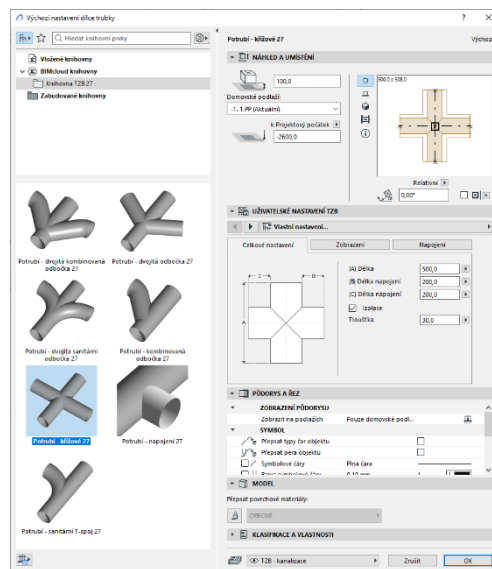 Výchozí nastavení dílce trubky
?
Hledat knihovní prvky
Vložené knihovny
BIMcloud knihovny
Knihovna TZB 27
Zabudované knihovny
Potrubí - dvojitá kombinovaná odbočka 27
Potrubí - dvojitá odbočka 27
Potrubí - dvojitá sanitární odbočka 27
Potrubí - kombinovaná odbočka 27
Potrubí - křížové 27
Potrubí - napojení 27
Potrubí - sanitární T-spoj 27
Potrubí - křížové 27
Výchoz
NÁHLED A UMÍSTĚNÍ
100,0
Domovské podlaží:
-1. 1.PP (Aktuální)
k Projektový počátek
-2600,0
Relativní
0,00°
UŽIVATELSKÉ NASTAVENÍ TZB
Vlastní nastavení...
Celkové nastavení
Zobrazení
Napojení
C
B
A
(A) Délka
500,0
(B) Délka napojení
200,0
(C) Délka napojení
200,0
Izolace
Tloušťka
30,0
PŮDORYS A ŘEZ
ZOBRAZENÍ PŮDORYSU
Zobrazit na podlažích
Pouze domovské podl...
SYMBOL
Přepsat typy čar objektu
Přepsat pera objektu
Symbolové čáry
Plná čára
0,10 mm
1
MODEL
Přepsat povrchové materiály:
OBECNÉ
KLASIFIKACE A VLASTNOSTI
TZB - kanalizace
Zrušit
OK